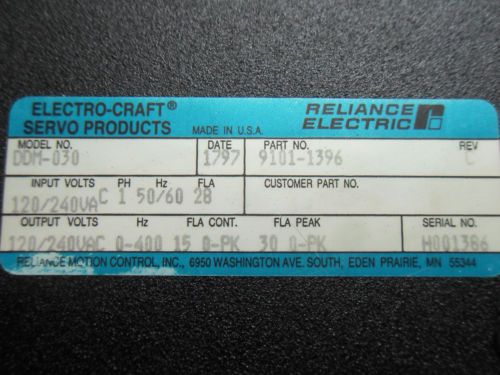 ELECTRO-CRAFT® RELIANCE
SERVO PRODUCTS MADE IN U.S.A. ELECTRIC
MODEL NO. DATE PART NO. REV
DDM-030 1797 9101-1396 C
INPUT VOLTS PH Hz FLA CUSTOMER PART NO.
120/240VAC 1 50/60 28
OUTPUT VOLTS Hz FLA CONT. FLA PEAK SERIAL NO.
120/240VAC 0-400 15 0-PK 30 0-PK H001386
RELIANCE MOTION CONTROL, INC., 6950 WASHINGTON AVE. SOUTH, EDEN PRAIRIE, MN 55344